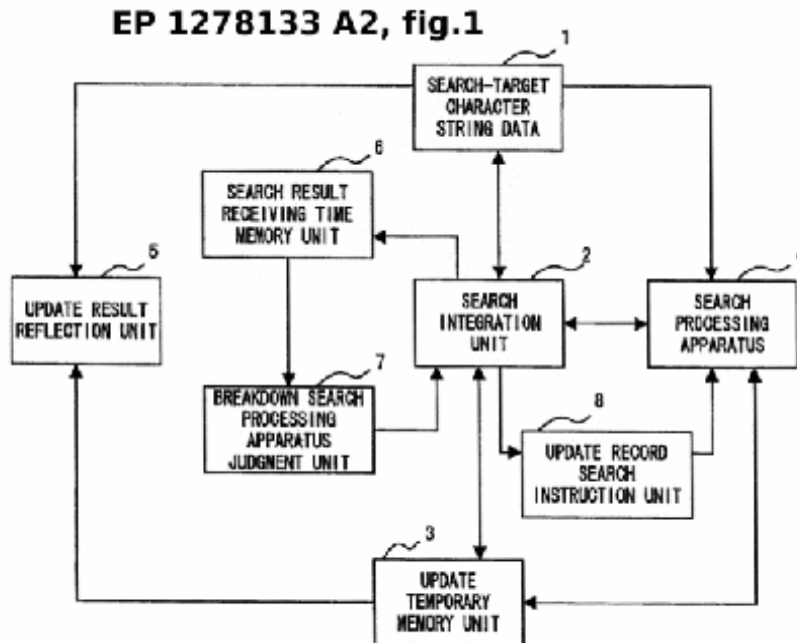 EP 1278133 A2, fig.1
1
SEARCH-TARGET
CHARACTER
STRING DATA
6
SEARCH RESULT
RECEIVING TIME
MEMORY UNIT
5
UPDATE RESULT
REFLECTION UNIT
2
SEARCH
INTEGRATION
UNIT
SEARCH
PROCESSING
APPARATUS
7
BREAKDOWN SEARCH
PROCESSING
APPARATUS
JUDGMENT UNIT
8
UPDATE RECORD
SEARCH
INSTRUCTION UNIT
3
UPDATE
TEMPORARY
MEMORY UNIT